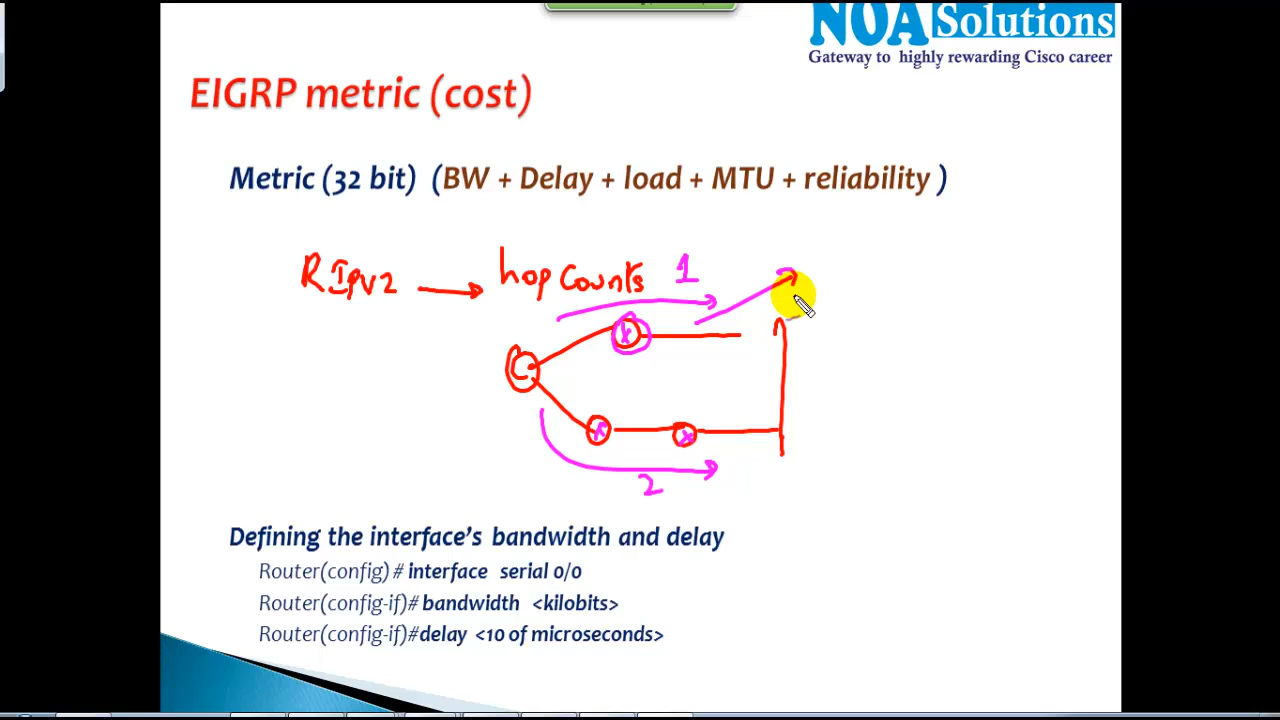 NOA Solutions
Gateway to highly rewarding Cisco career
EIGRP metric (cost)
Metric (32 bit) (BW + Delay + load + MTU + reliability )
RIpv2 → hop Counts 1
x
C
x x
2
Defining the interface's bandwidth and delay
Router(config) # interface serial 0/0
Router(config-if)# bandwidth <kilobits>
Router(config-if)#delay <10 of microseconds>